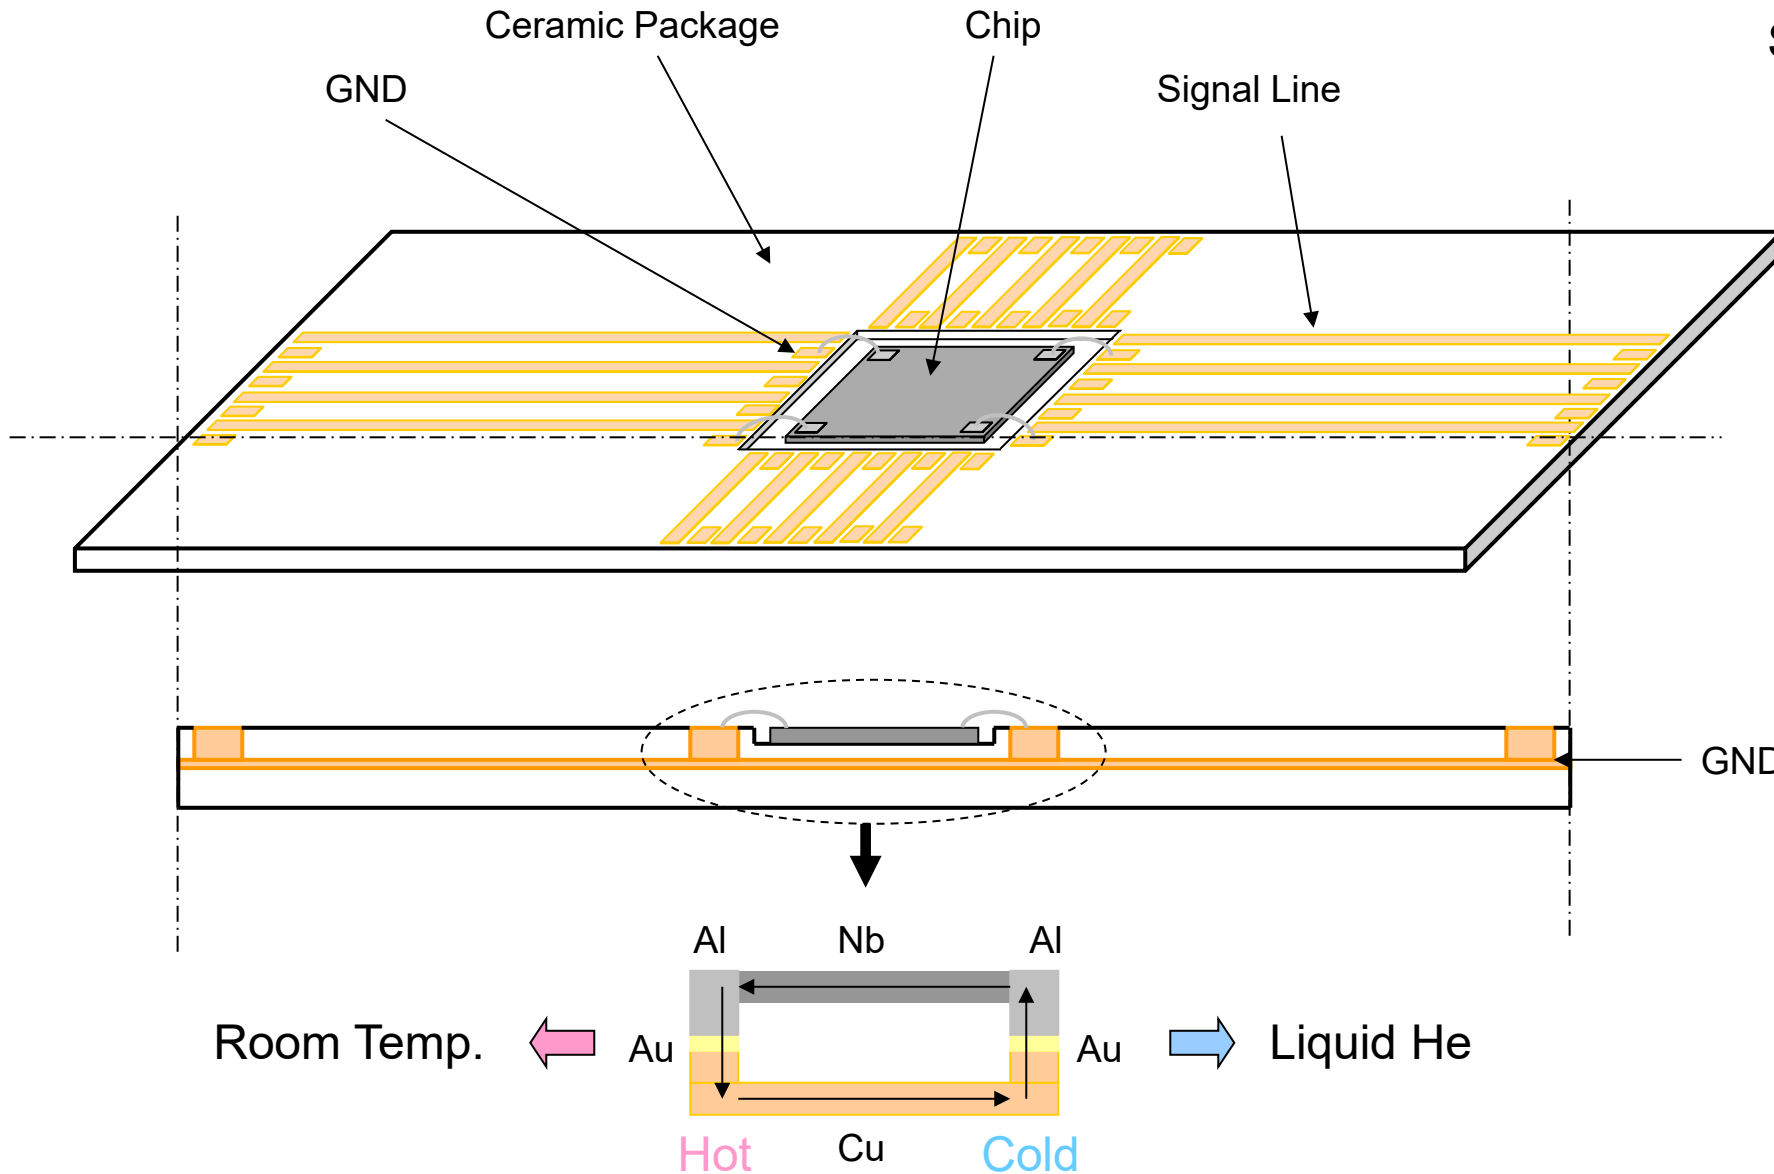 Ceramic Package
Chip
GND
Signal Line
GND
Al
Nb
Al
Room Temp.
Au
Au
Liquid He
Hot
Cu
Cold